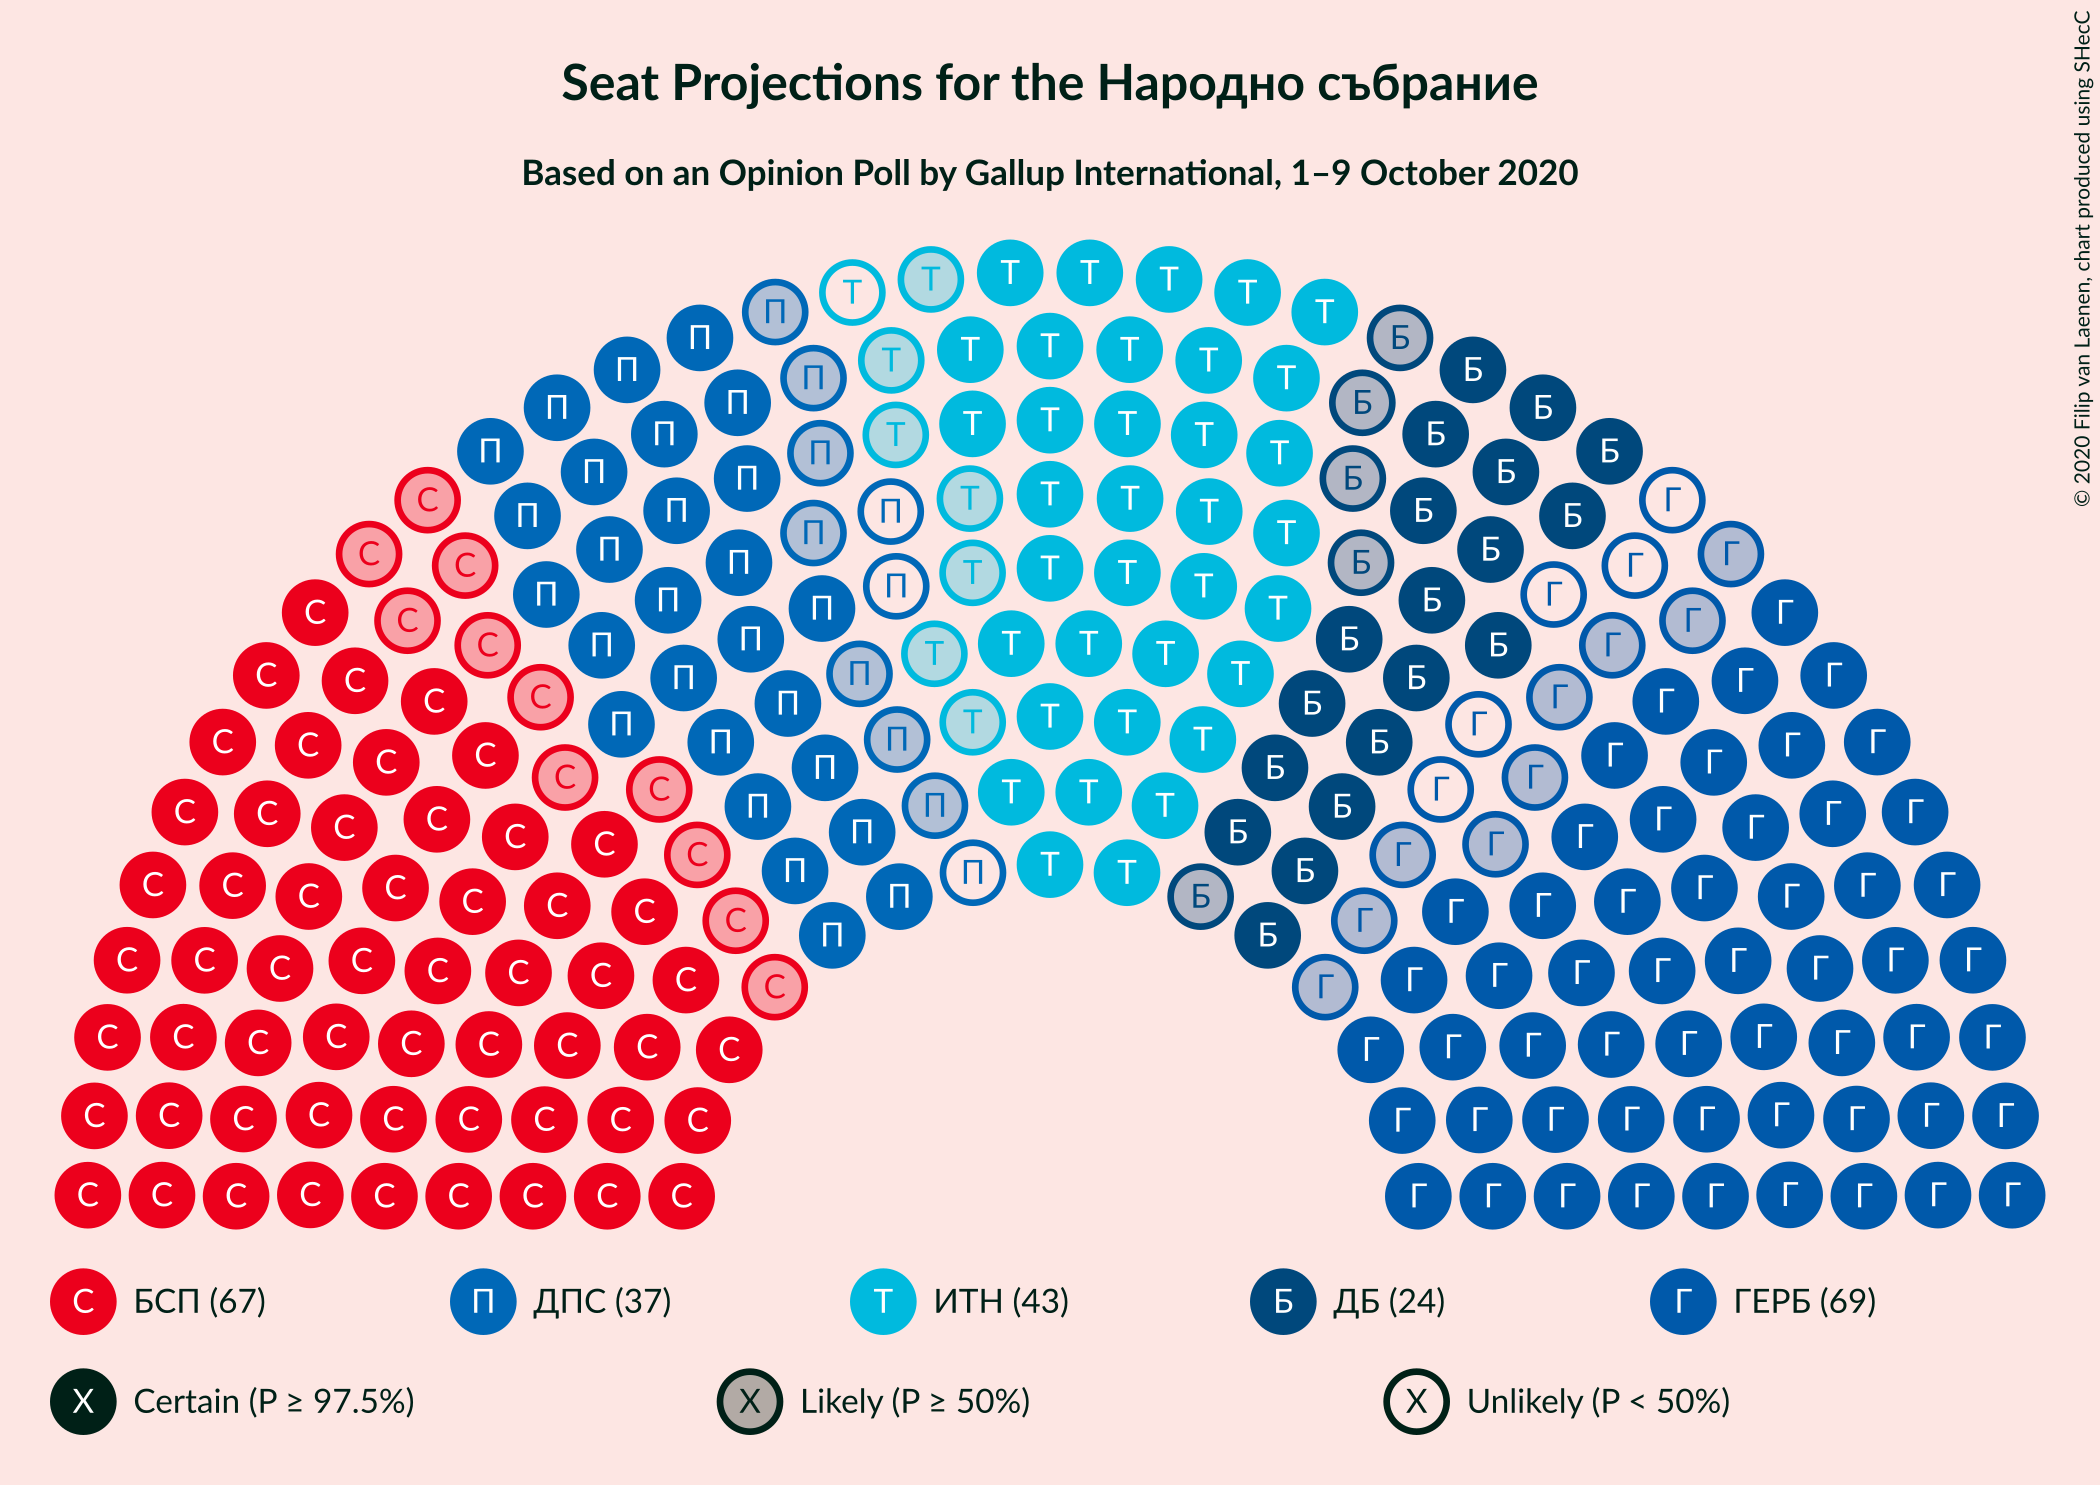 Seat Projections for the Народно събрание
Based on an Opinion Poll by Gallup International, 1–9 October 2020
© 2020 Filip van Laenen, chart produced using SHecC
С БСП (67) П ДПС (37) Т ИТН (43) Б ДБ (24) Г ГЕРБ (69)
X Certain (P ≥ 97.5%) X Likely (P ≥ 50%) X Unlikely (P < 50%)